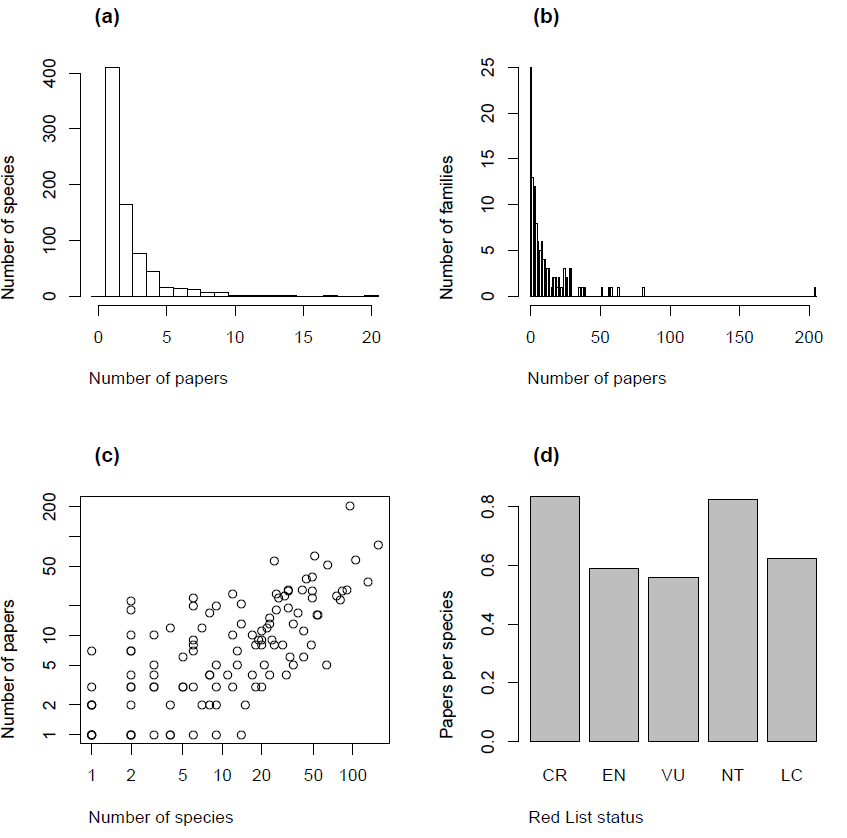 (a)
Number of species
0 100 200 300 400
0 5 10 15 20
Number of papers
(b)
Number of families
0 5 10 15 20 25
0 50 100 150 200
Number of papers
(c)
Number of papers
1 2 5 10 50 200
1 2 5 10 20 50 100
Number of species
(d)
Papers per species
0.0 0.2 0.4 0.6 0.8
CR EN VU NT LC
Red List status